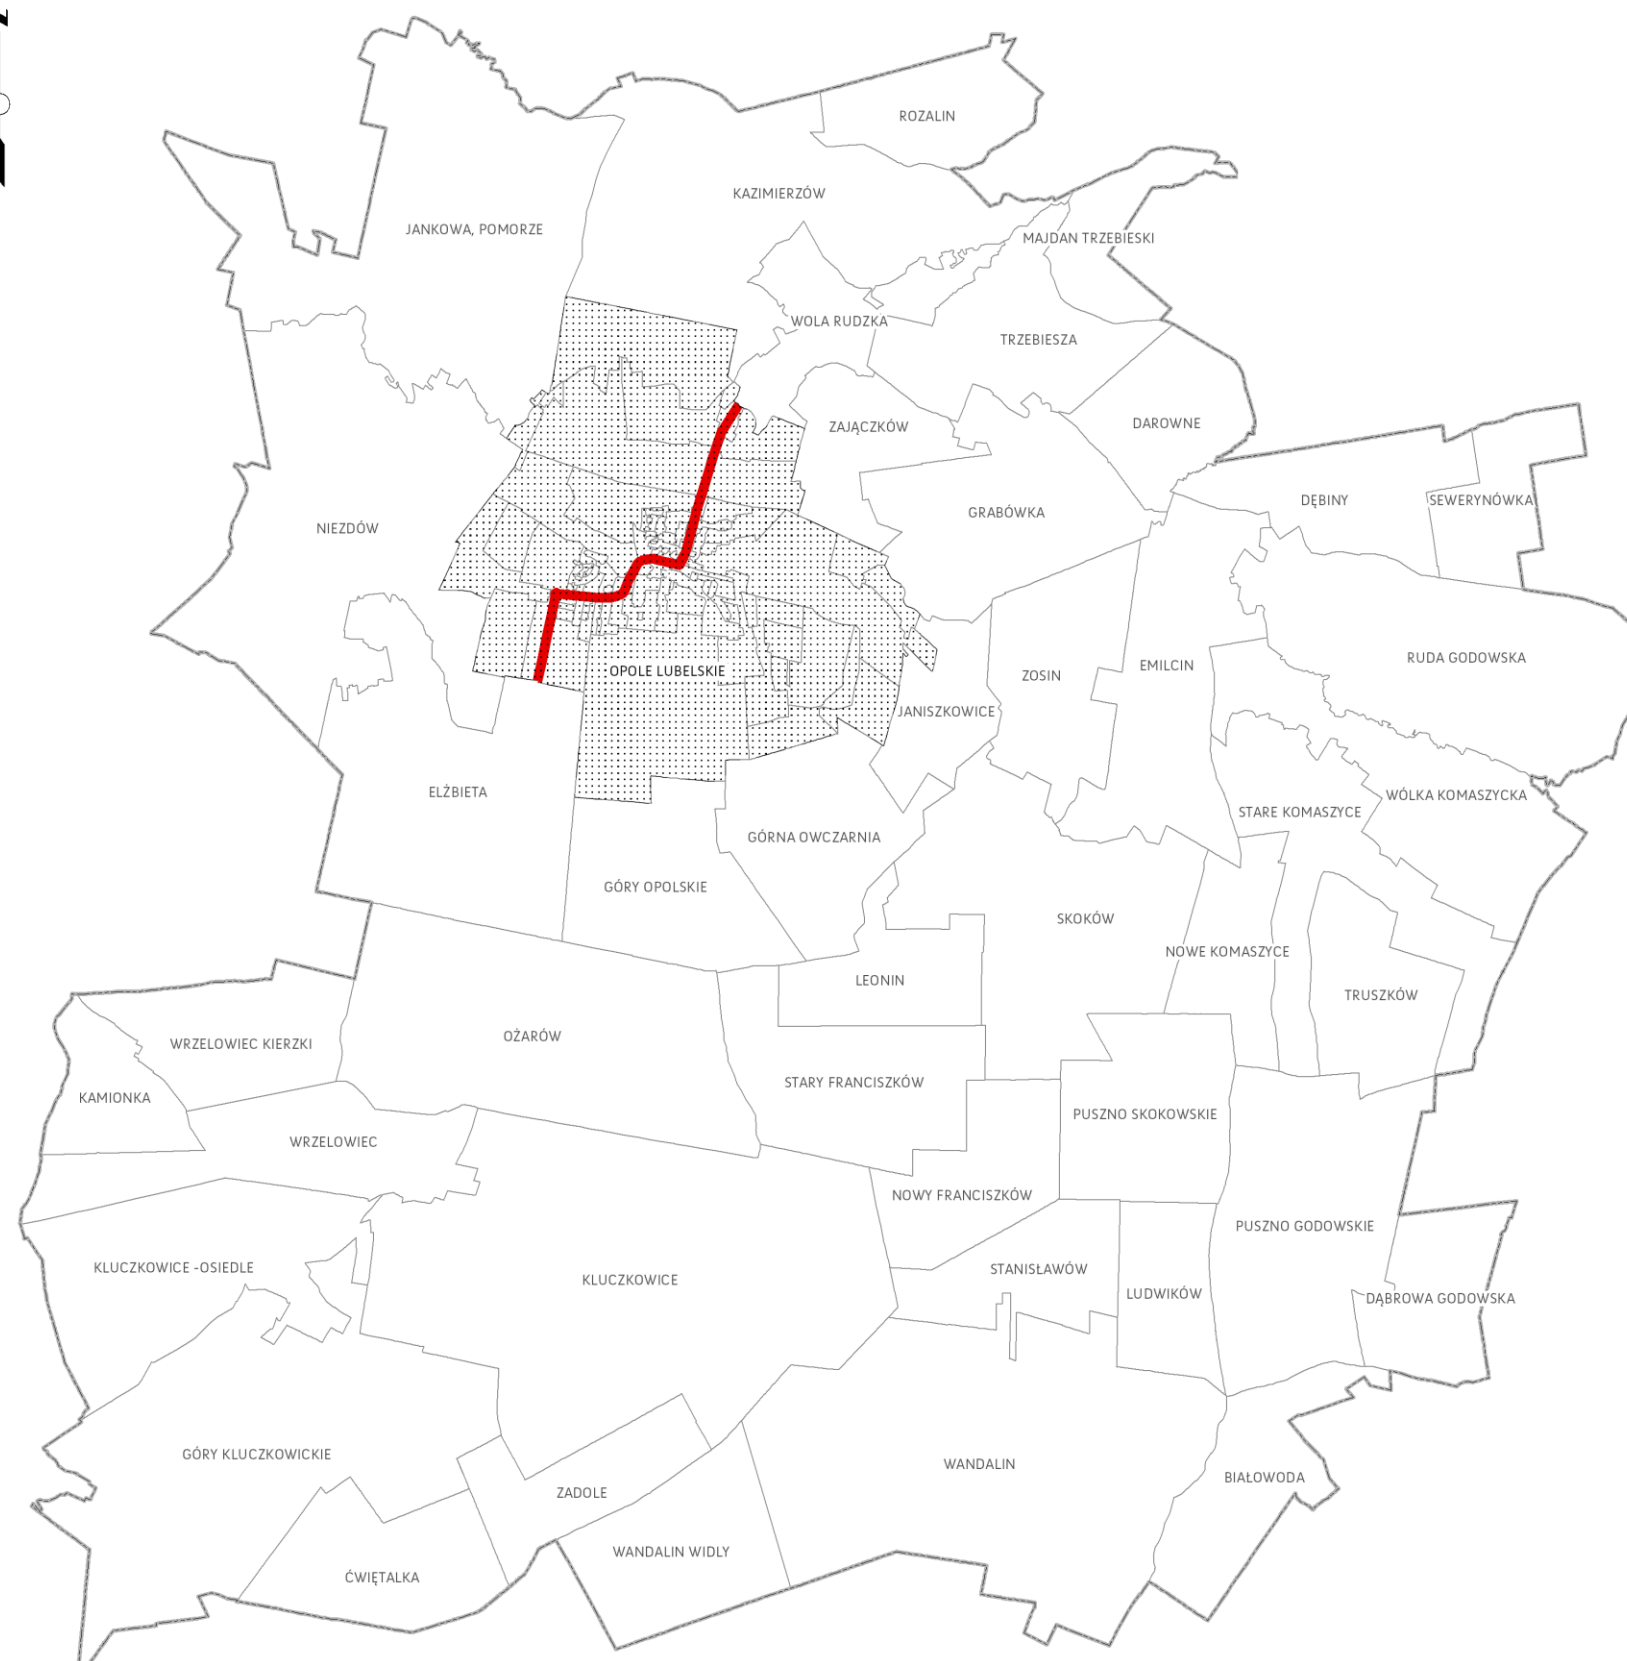 ROZALIN
KAZIMIERZÓW
JANKOWA, POMORZE
MAJDAN TRZEBIESKI
WOLA RUDZKA
TRZEBIESZA
ZAJĄCZKÓW
DAROWNE
DĘBINY
SEWERYNÓWKA
GRABÓWKA
NIEZDÓW
RUDA GODOWSKA
EMILCIN
OPOLE LUBELSKIE
ZOSIN
JANISZKOWICE
ELŻBIETA
WÓLKA KOMASZYCKA
STARE KOMASZYCE
GÓRNA OWCZARNIA
GÓRY OPOLSKIE
SKOKÓW
NOWE KOMASZYCE
LEONIN
TRUSZKÓW
OŻARÓW
WRZELOWIEC KIERZKI
STARY FRANCISZKÓW
KAMIONKA
PUSZNO SKOKOWSKIE
WRZELOWIEC
NOWY FRANCISZKÓW
PUSZNO GODOWSKIE
KLUCZKOWICE -OSIEDLE
STANISŁAWÓW
KLUCZKOWICE
LUDWIKÓW
DĄBROWA GODOWSKA
GÓRY KLUCZKOWICKIE
WANDALIN
BIAŁOWODA
ZADOLE
WANDALIN WIDLY
ĆWIĘTALKA